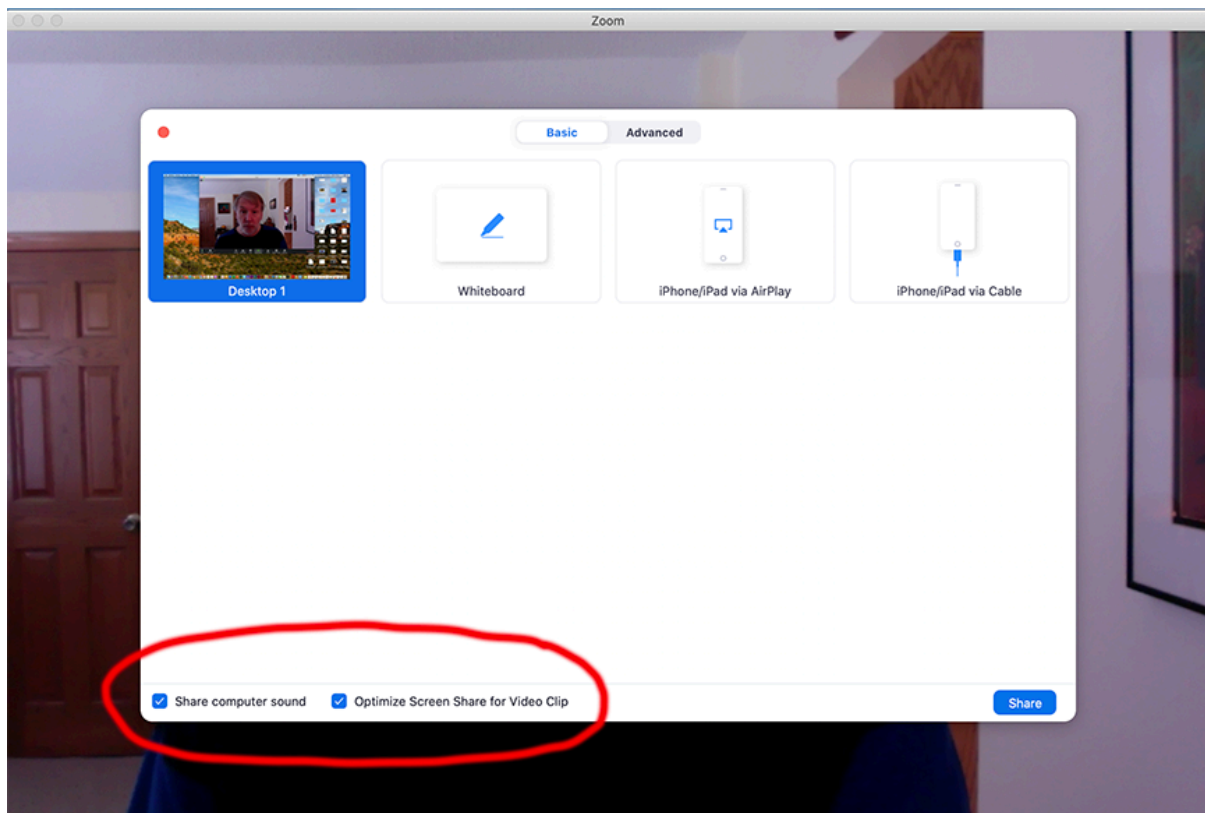 Zoom
Basic Advanced
Desktop 1 Whiteboard iPhone/iPad via AirPlay iPhone/iPad via Cable
Share computer sound Optimize Screen Share for Video Clip Share